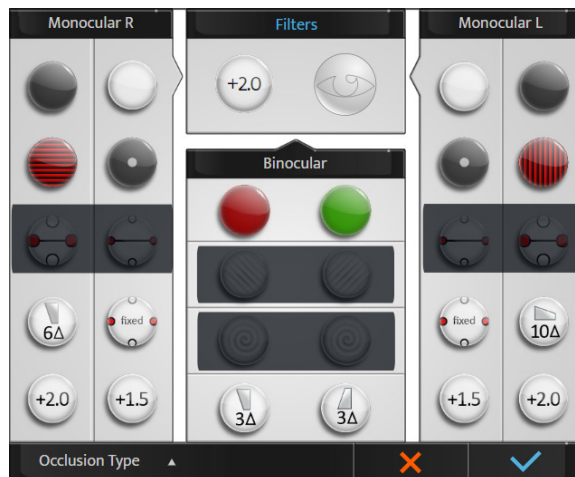 Monocular R
Filters
Monocular L
+2.0
Binocular
6Δ
fixed
fixed
10Δ
+2.0
+1.5
3Δ
3Δ
+1.5
+2.0
Occlusion Type ▲